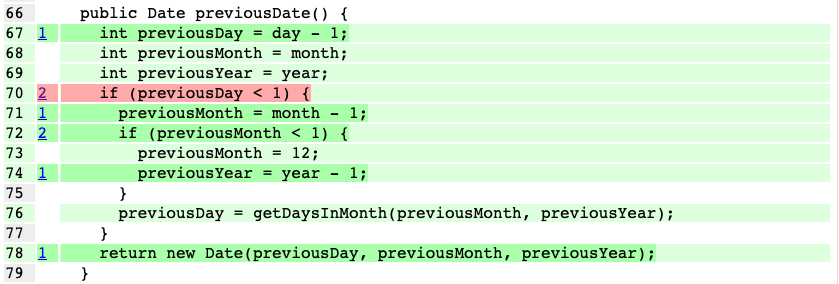 66 public Date previousDate() {
67 1 int previousDay = day - 1;
68 int previousMonth = month;
69 int previousYear = year;
70 2 if (previousDay < 1) {
71 1 previousMonth = month - 1;
72 2 if (previousMonth < 1) {
73 previousMonth = 12;
74 1 previousYear = year - 1;
75 }
76 previousDay = getDaysInMonth(previousMonth, previousYear);
77 }
78 1 return new Date(previousDay, previousMonth, previousYear);
79 }